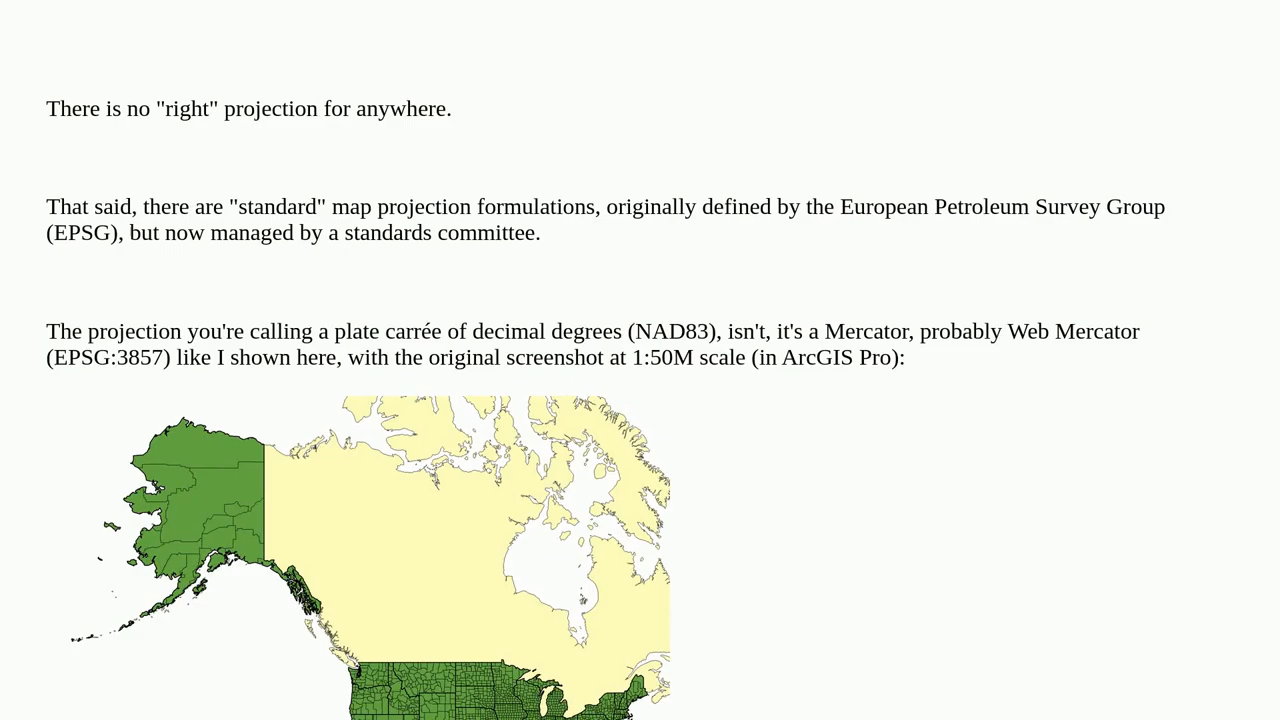 There is no "right" projection for anywhere.
That said, there are "standard" map projection formulations, originally defined by the European Petroleum Survey Group
(EPSG), but now managed by a standards committee.
The projection you're calling a plate carrée of decimal degrees (NAD83), isn't, it's a Mercator, probably Web Mercator
(EPSG:3857) like I shown here, with the original screenshot at 1:50M scale (in ArcGIS Pro):